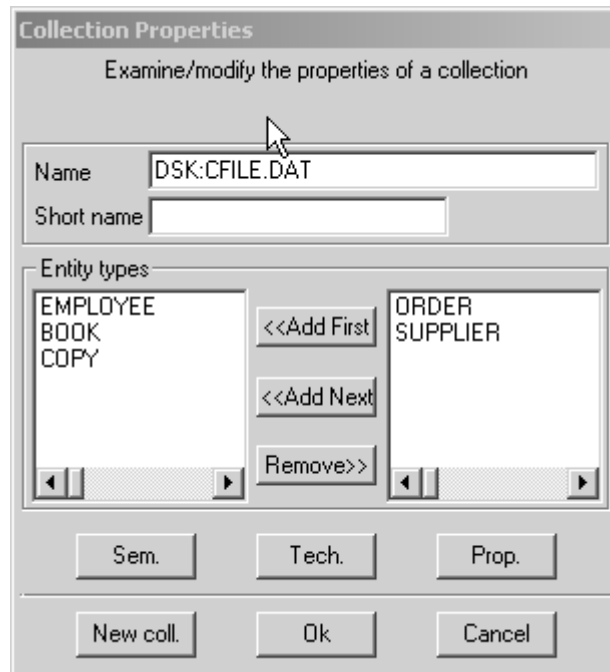 Collection Properties
Examine/modify the properties of a collection
Name DSK:CFILE.DAT
Short name
Entity types
EMPLOYEE
BOOK
COPY
<<Add First
<<Add Next
Remove>>
ORDER
SUPPLIER
Sem. Tech. Prop.
New coll. Ok Cancel